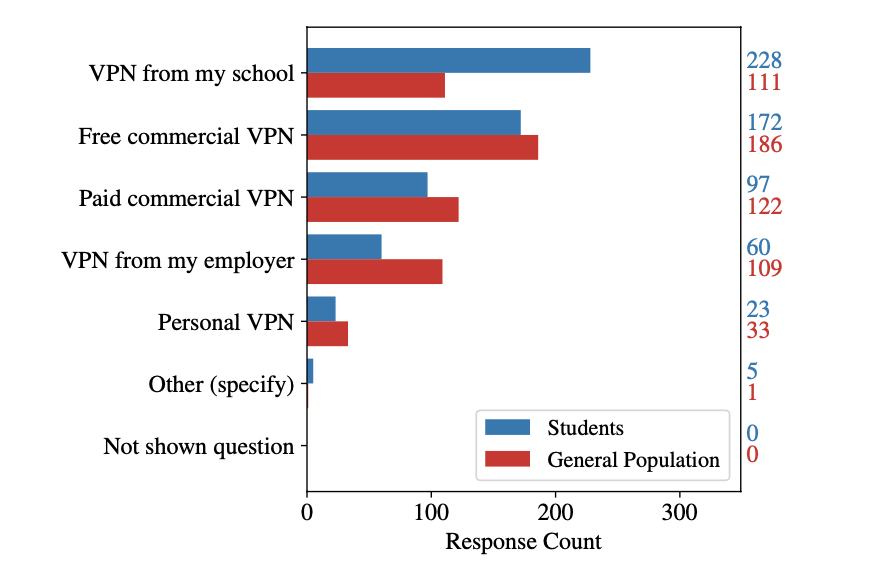 VPN from my school
228
111
Free commercial VPN
172
186
Paid commercial VPN
97
122
VPN from my employer
60
109
Personal VPN
23
33
Other (specify)
5
1
Not shown question
0
0
Students
General Population
0 100 200 300
Response Count